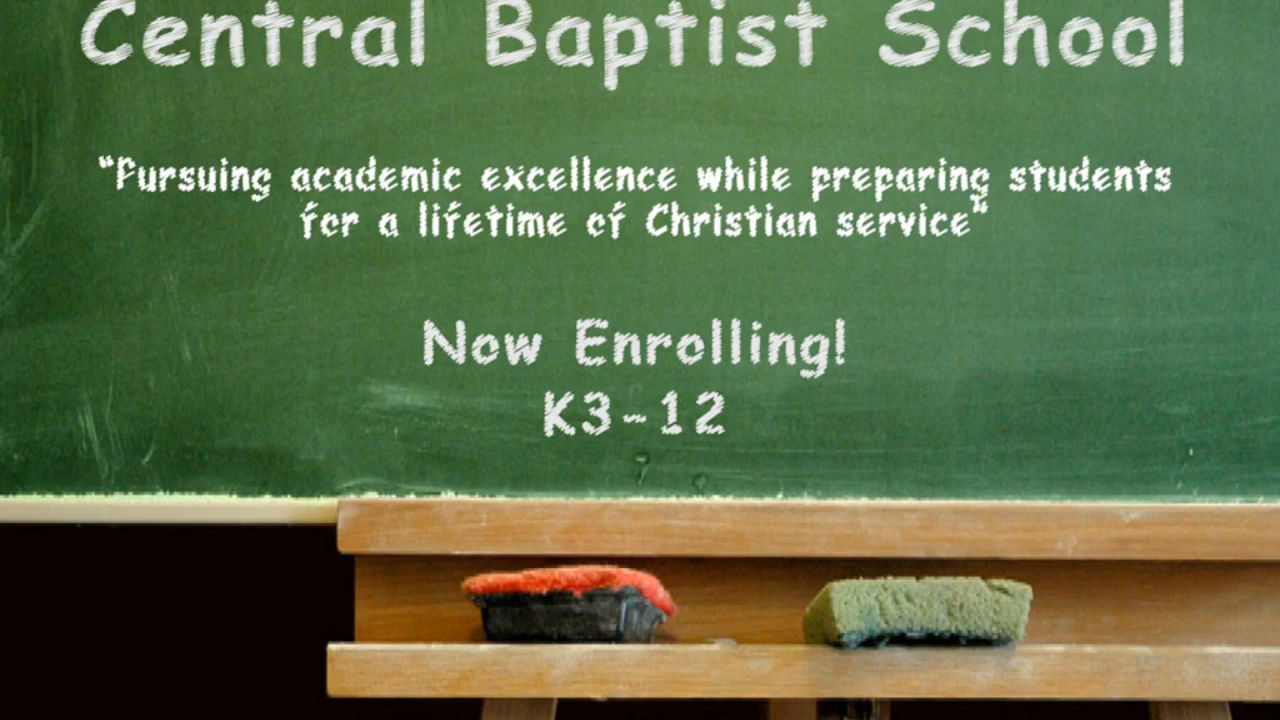 Central Baptist School
"Pursuing academic excellence while preparing students
for a lifetime of Christian service"
Now Enrolling!
K3-12